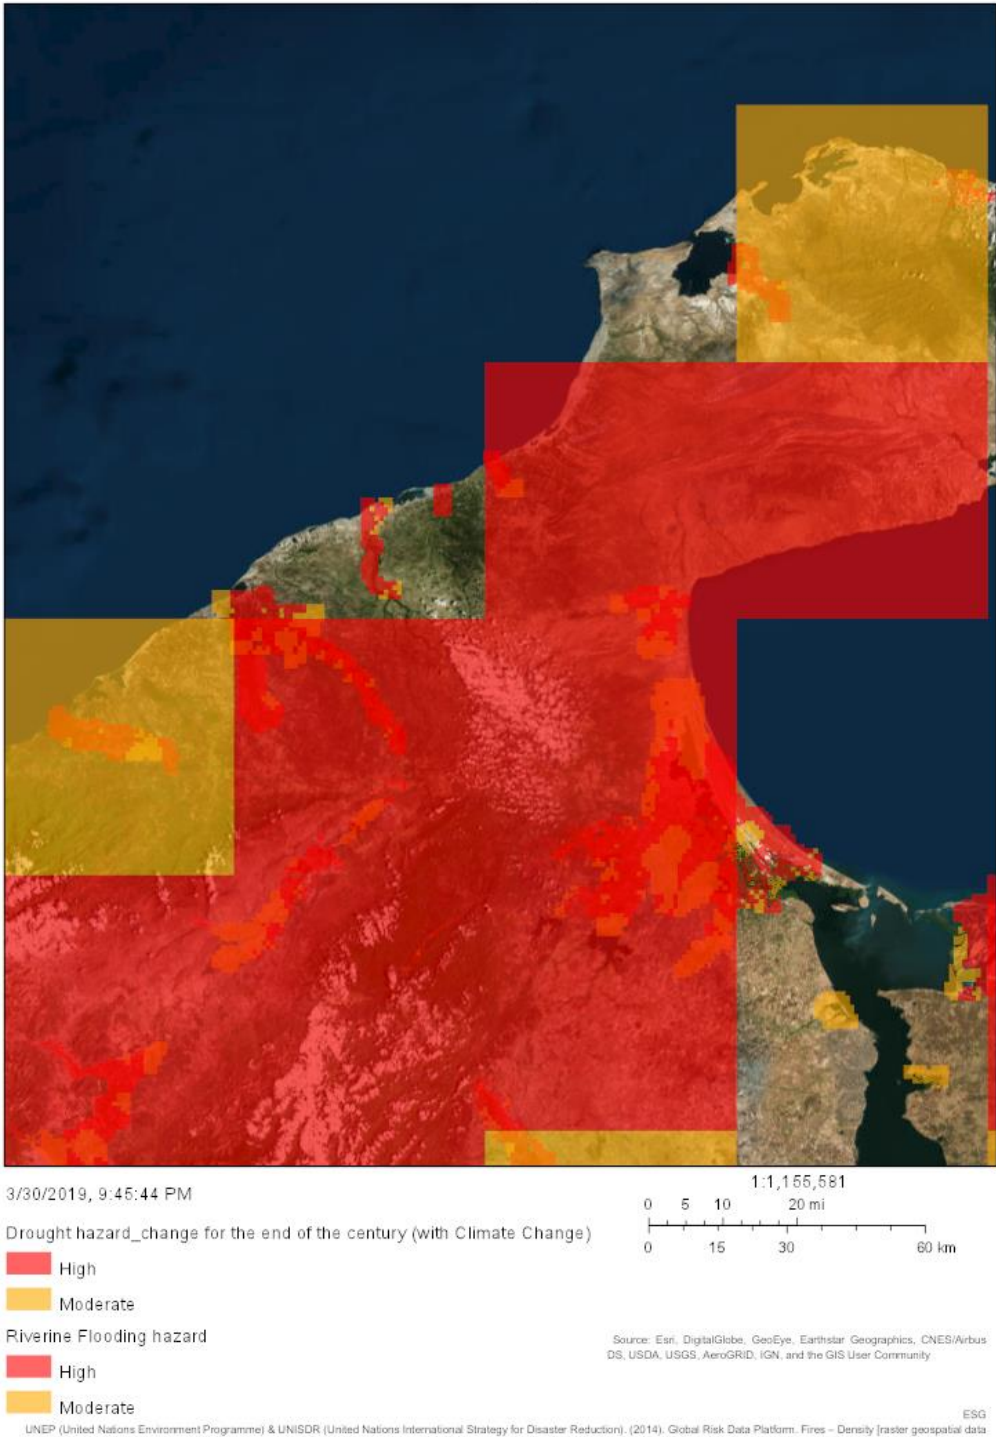 3/30/2019, 9:45:44 PM
1:1,155,581
0 5 10 20 mi
0 15 30 60 km
Drought hazard_change for the end of the century (with Climate Change)
High
Moderate
Riverine Flooding hazard
High
Moderate
Source: Esri, DigitalGlobe, GeoEye, Earthstar Geographics, CNES/Airbus
DS, USDA, USGS, AeroGRID, IGN, and the GIS User Community
ESG
UNEP (United Nations Environment Programme) & UNISDR (United Nations International Strategy for Disaster Reduction). (2014). Global Risk Data Platform. Fires – Density [raster geospatial data